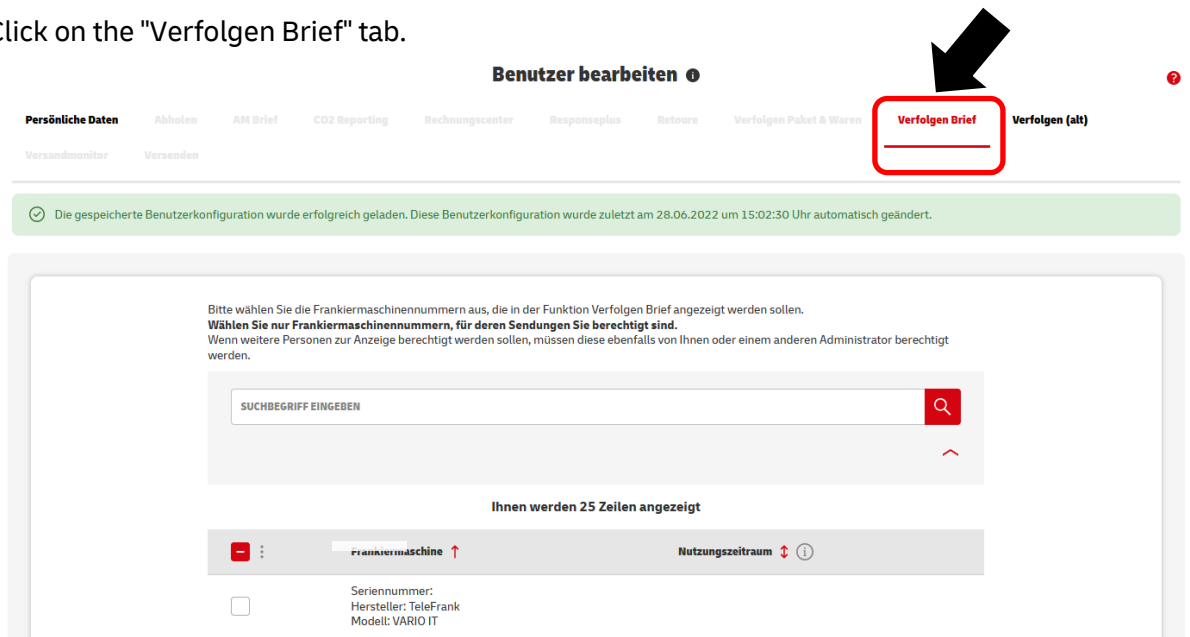 Click on the "Verfolgen Brief" tab.
Benutzer bearbeiten
Persönliche Daten Abholen AM Brief CO2 Reporting Rechnungscenter Responseplus Retoure Verfolgen Paket & Waren Verfolgen Brief Verfolgen (alt)
Versandmonitor Versenden
Die gespeicherte Benutzerkonfiguration wurde erfolgreich geladen. Diese Benutzerkonfiguration wurde zuletzt am 28.06.2022 um 15:02:30 Uhr automatisch geändert.
Bitte wählen Sie die Frankiermaschinennummern aus, die in der Funktion Verfolgen Brief angezeigt werden sollen.
Wählen Sie nur Frankiermaschinennummern, für deren Sendungen Sie berechtigt sind.
Wenn weitere Personen zur Anzeige berechtigt werden sollen, müssen diese ebenfalls von Ihnen oder einem anderen Administrator berechtigt
werden.
SUCHBEGRIFF EINGEBEN
Ihnen werden 25 Zeilen angezeigt
Frankiermaschine Nutzungszeitraum
Seriennummer:
Hersteller: TeleFrank
Modell: VARIO IT